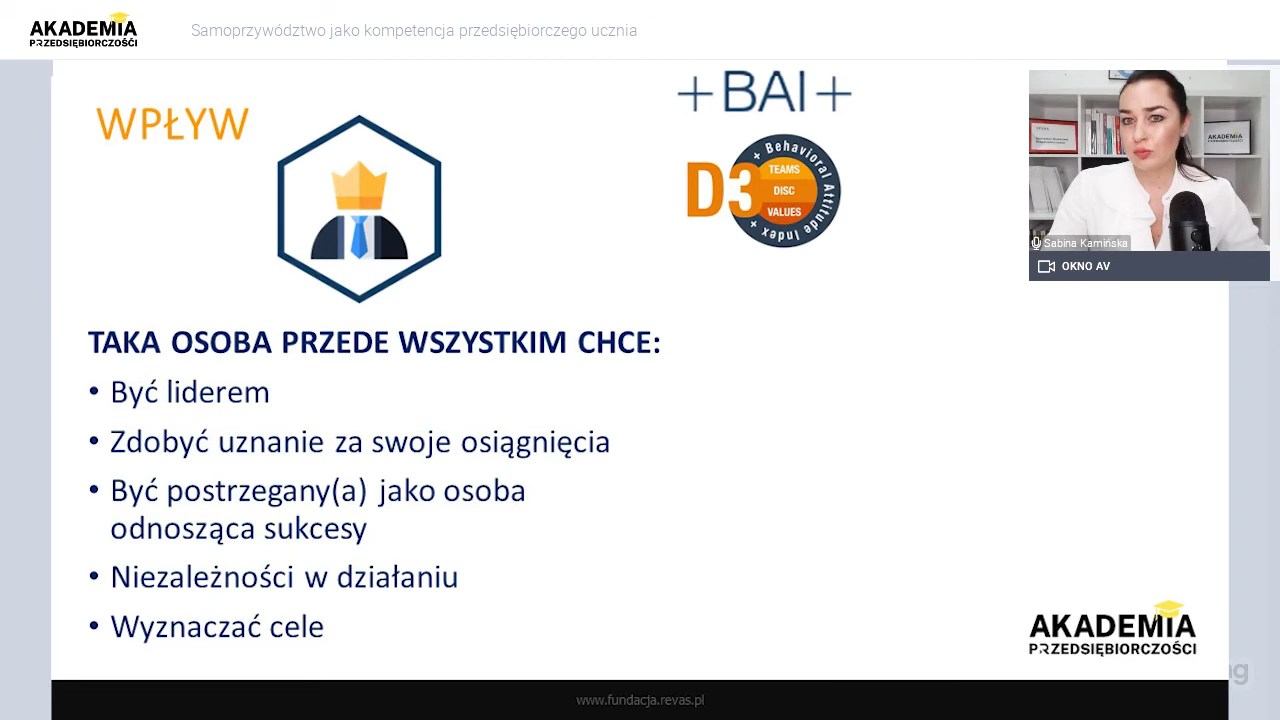 AKADEMIA
PRZEDSIĘBIORCZOŚCI
Samoprzywództwo jako kompetencja przedsiębiorczego ucznia
WPŁYW
+BAI+
D3
+ Behavioral Attitude Index +
TEAMS
DISC
VALUES
AKADEMIA
Sabina Kamińska
OKNO AV
TAKA OSOBA PRZEDE WSZYSTKIM CHCE:
• Być liderem
• Zdobyć uznanie za swoje osiągnięcia
• Być postrzegany(a) jako osoba
odnosząca sukcesy
• Niezależności w działaniu
• Wyznaczać cele
AKADEMIA
PRZEDSIĘBIORCZOŚCI
www.fundacja.revas.pl